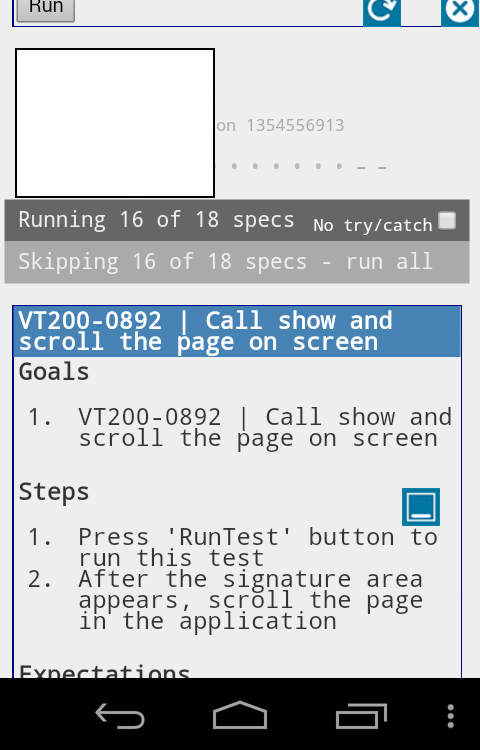 Run
on 1354556913
Running 16 of 18 specs No try/catch
Skipping 16 of 18 specs - run all
VT200-0892 | Call show and
scroll the page on screen
Goals
1. VT200-0892 | Call show and
scroll the page on screen
Steps
1. Press 'RunTest' button to
run this test
2. After the signature area
appears, scroll the page
in the application
Expectations